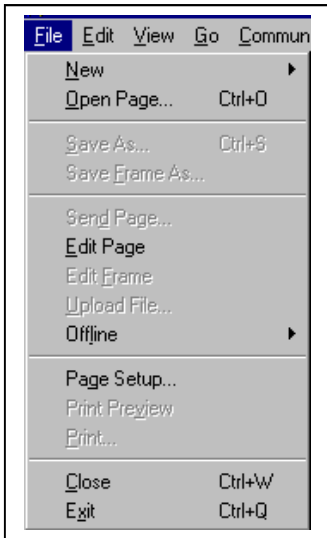 File Edit View Go Commun
New
Open Page... Ctrl+O
Save As... Ctrl+S
Save Frame As...
Send Page...
Edit Page
Edit Frame
Upload File...
Offline
Page Setup...
Print Preview
Print...
Close Ctrl+W
Exit Ctrl+Q